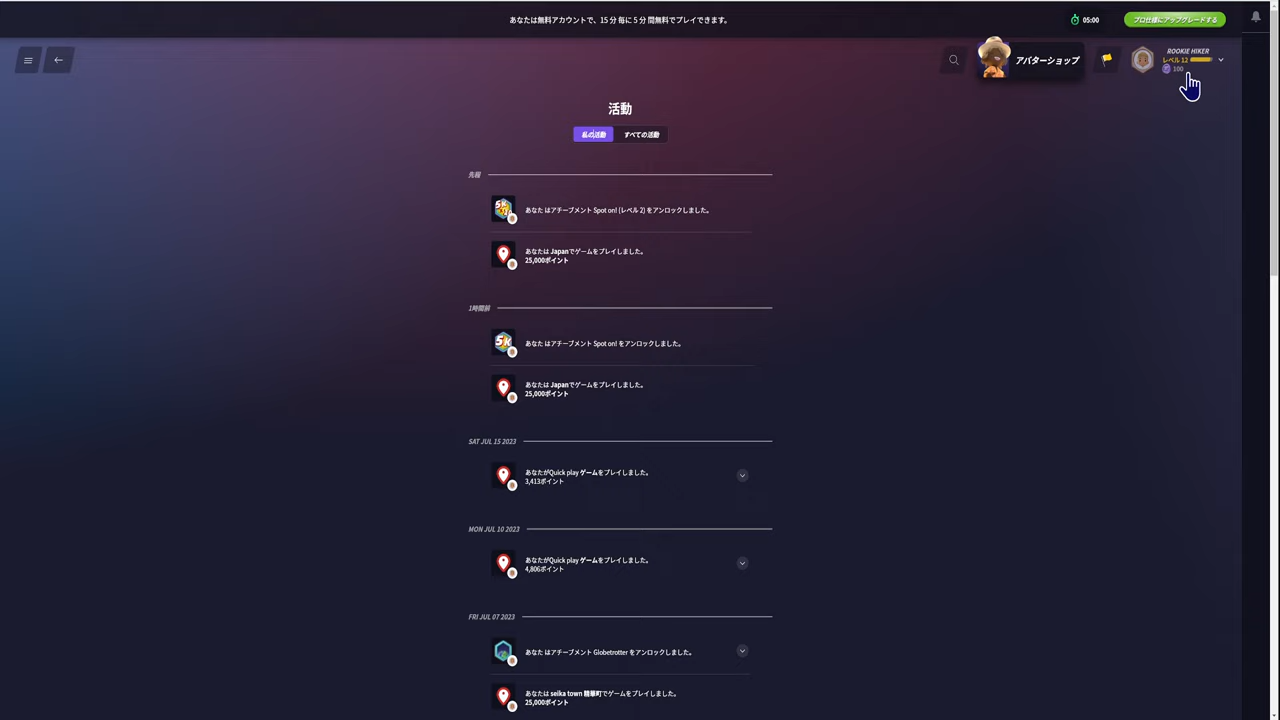 あなたは無料アカウントで、15 分 毎に 5 分 間無料でプレイできます。
05:00
プロ仕様にアップグレードする
アバターショップ
ROOKIE HIKER
レベル 12
100
活動
私の活動
すべての活動
先程
あなた はアチーブメント Spot on! (レベル 2) をアンロックしました。
あなたは Japanでゲームをプレイしました。
25,000ポイント
1時間前
あなた はアチーブメント Spot on! をアンロックしました。
あなたは Japanでゲームをプレイしました。
25,000ポイント
SAT JUL 15 2023
あなたがQuick play ゲームをプレイしました。
3,413ポイント
MON JUL 10 2023
あなたがQuick play ゲームをプレイしました。
4,806ポイント
FRI JUL 07 2023
あなた はアチーブメント Globetrotter をアンロックしました。
あなたは seika town 精華町でゲームをプレイしました。
25,000ポイント